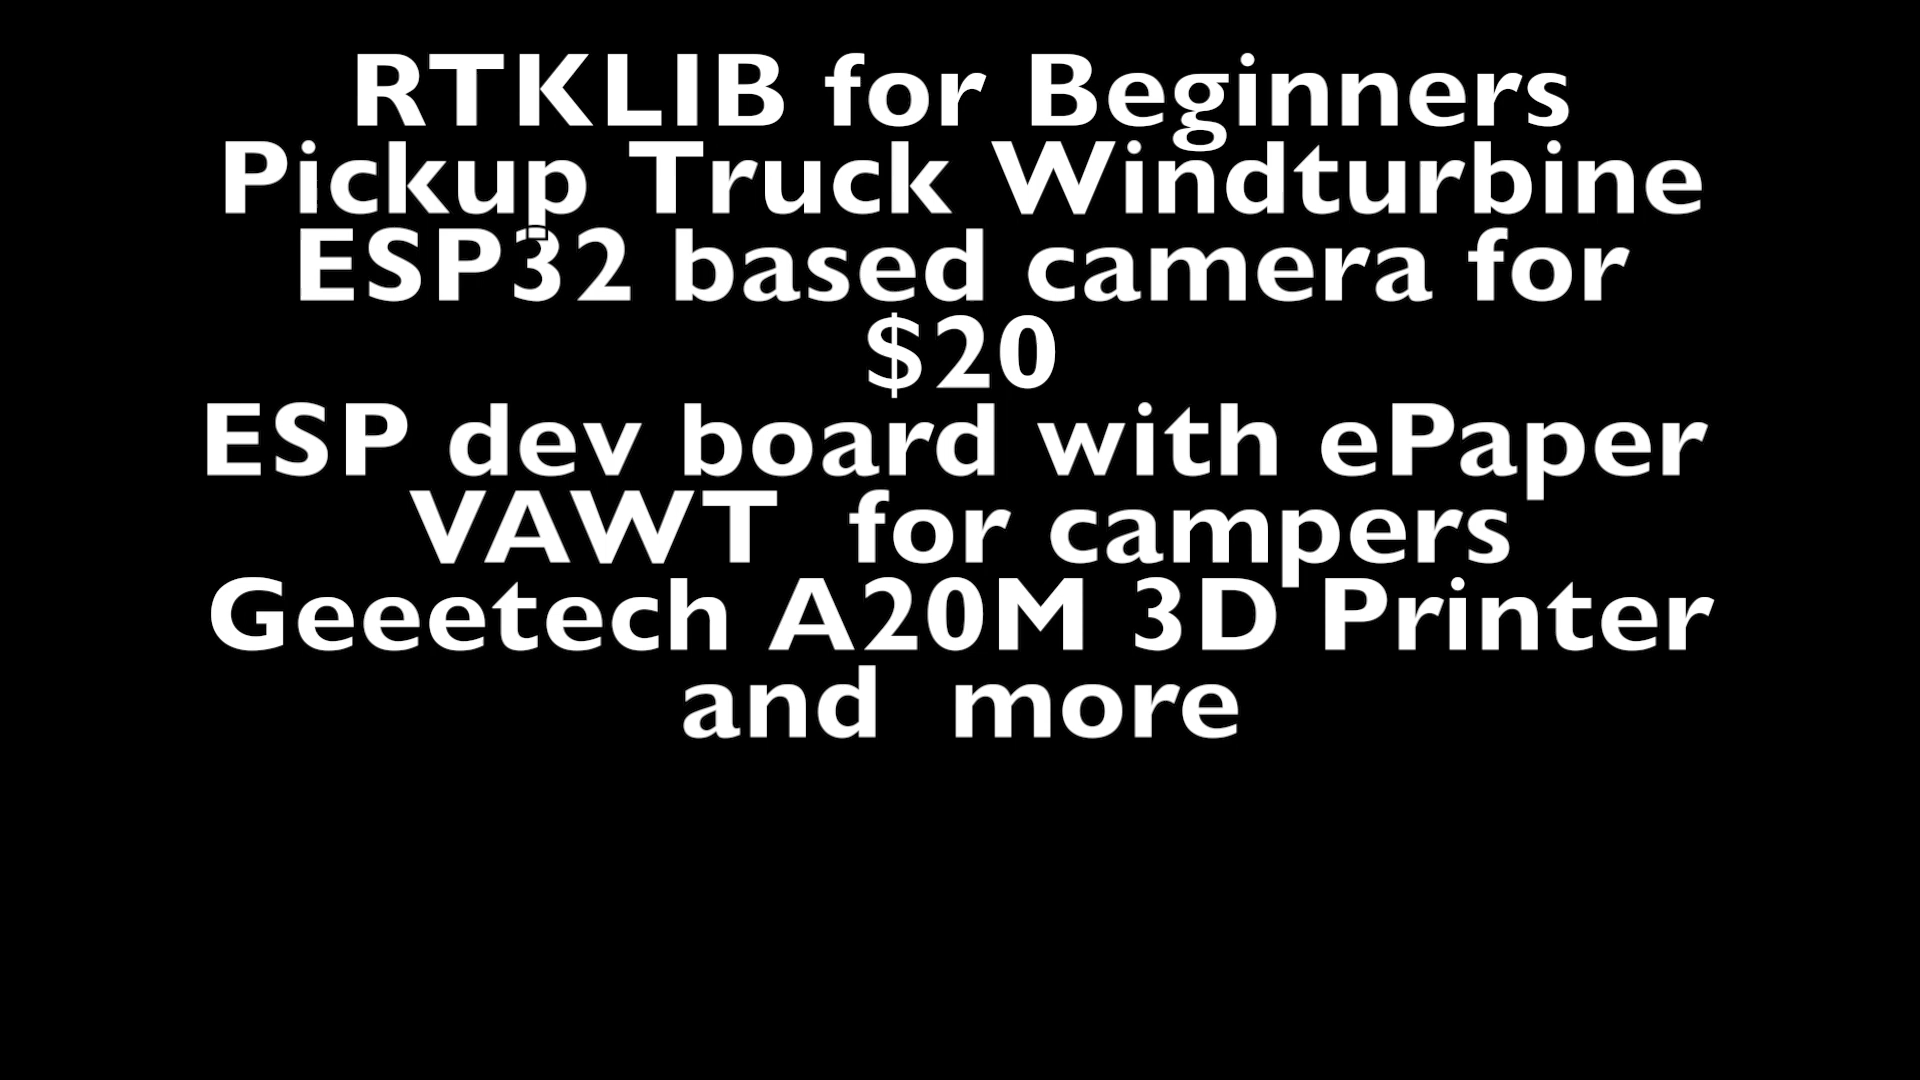 RTKLIB for Beginners
Pickup Truck Windturbine
ESP32 based camera for
$20
ESP dev board with ePaper
VAWT  for campers
Geeetech A20M 3D Printer
and  more